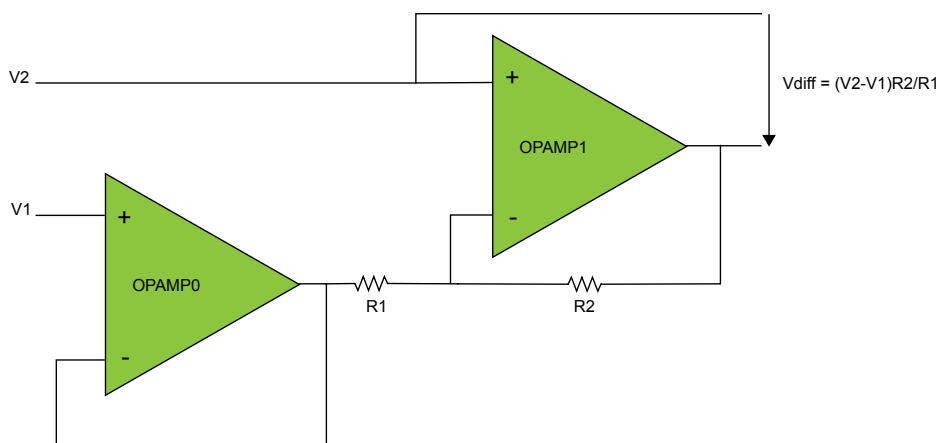 V2
+
OPAMP1
-
Vdiff = (V2-V1)R2/R1
V1
+
OPAMP0
-
R1
R2